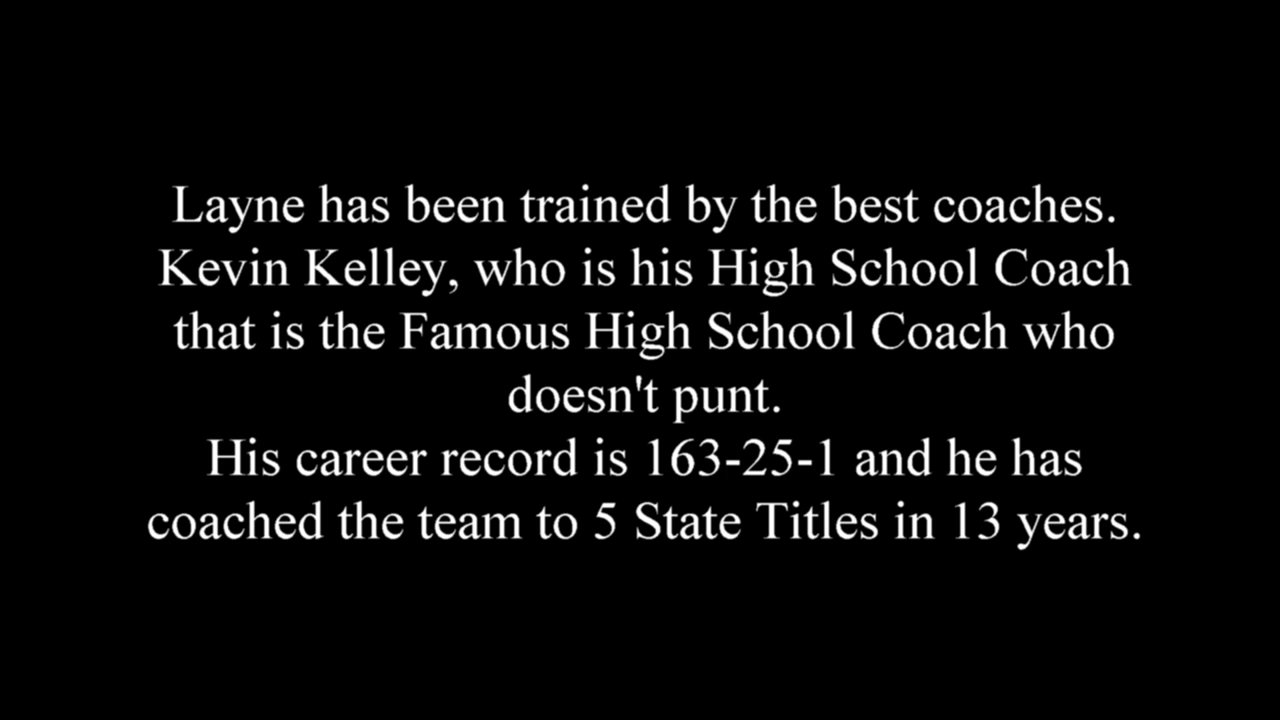 Layne has been trained by the best coaches.
Kevin Kelley, who is his High School Coach
that is the Famous High School Coach who
doesn't punt.
His career record is 163-25-1 and he has
coached the team to 5 State Titles in 13 years.